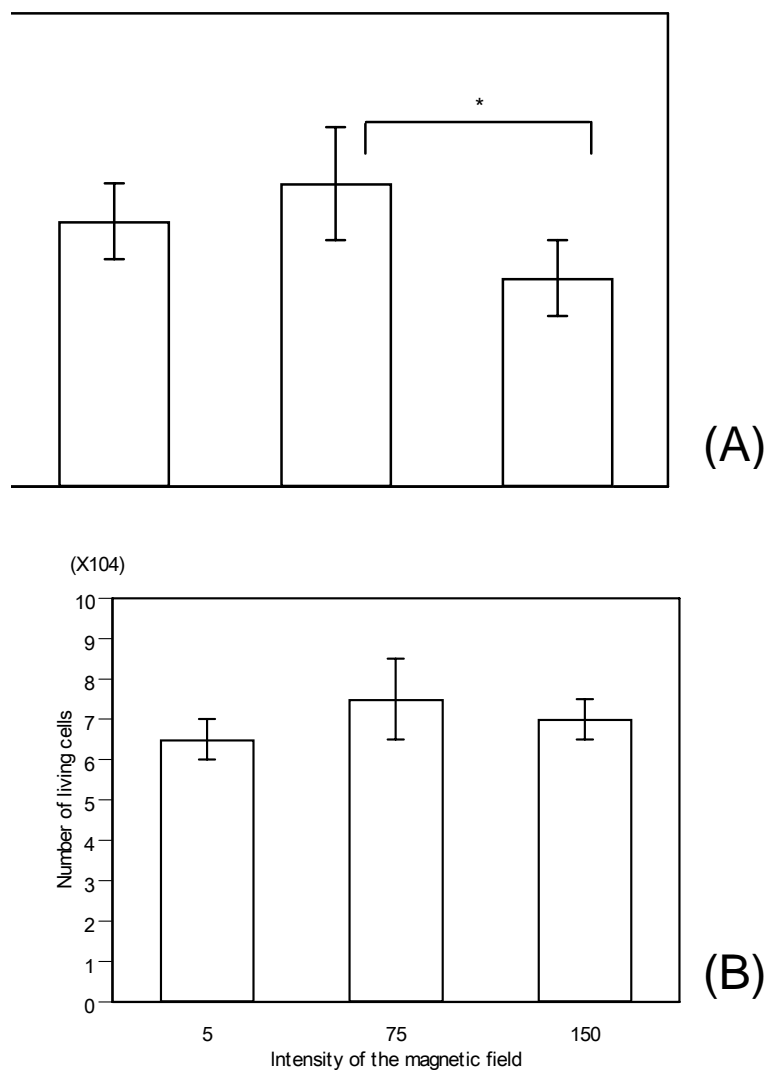 *
(A)
(X104)
10
9
8
7
6
5
4
3
2
1
0
Number of living cells
5 75 150
Intensity of the magnetic field
(B)